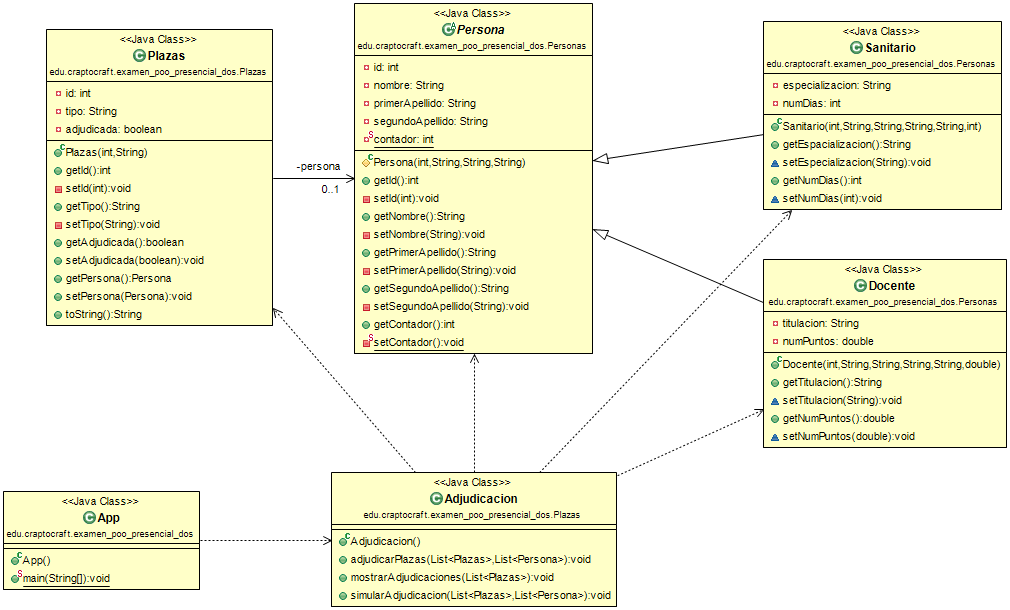 <<Java Class>>
Plazas
edu.craptocraft.examen_poo_presencial_dos.Plazas
id: int
tipo: String
adjudicada: boolean
Plazas(int,String)
getId():int
setId(int):void
getTipo():String
setTipo(String):void
getAdjudicada():boolean
setAdjudicada(boolean):void
getPersona():Persona
setPersona(Persona):void
toString():String
-persona
0..1
<<Java Class>>
Persona
edu.craptocraft.examen_poo_presencial_dos.Personas
id: int
nombre: String
primerApellido: String
segundoApellido: String
contador: int
Persona(int,String,String,String)
getId():int
setId(int):void
getNombre():String
setNombre(String):void
getPrimerApellido():String
setPrimerApellido(String):void
getSegundoApellido():String
setSegundoApellido(String):void
getContador():int
setContador():void
<<Java Class>>
Sanitario
edu.craptocraft.examen_poo_presencial_dos.Personas
especializacion: String
numDias: int
Sanitario(int,String,String,String,String,int)
getEspacializacion():String
setEspecializacion(String):void
getNumDias():int
setNumDias(int):void
<<Java Class>>
Docente
edu.craptocraft.examen_poo_presencial_dos.Personas
titulacion: String
numPuntos: double
Docente(int,String,String,String,String,double)
getTitulacion():String
setTitulacion(String):void
getNumPuntos():double
setNumPuntos(double):void
<<Java Class>>
App
edu.craptocraft.examen_poo_presencial_dos
App()
main(String[]):void
<<Java Class>>
Adjudicacion
edu.craptocraft.examen_poo_presencial_dos.Plazas
Adjudicacion()
adjudicarPlazas(List<Plazas>,List<Persona>):void
mostrarAdjudicaciones(List<Plazas>):void
simularAdjudicacion(List<Plazas>,List<Persona>):void